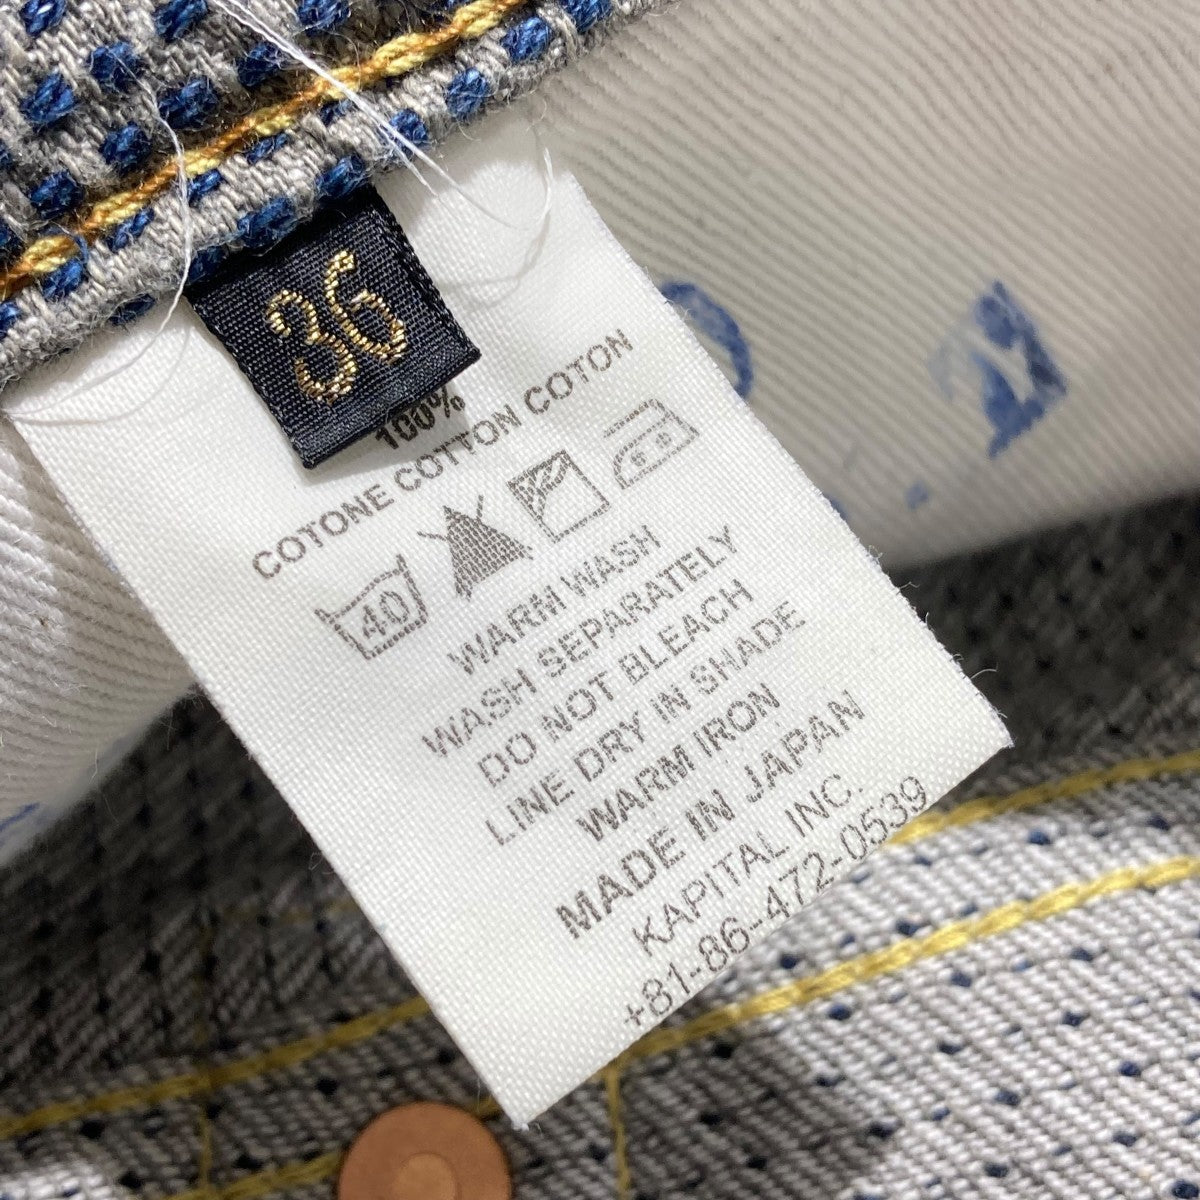 36
100%
COTONE COTTON COTON
40
WARM WASH
WASH SEPARATELY
DO NOT BLEACH
LINE DRY IN SHADE
WARM IRON
MADE IN JAPAN
KAPITAL INC.
+81-86-472-0539